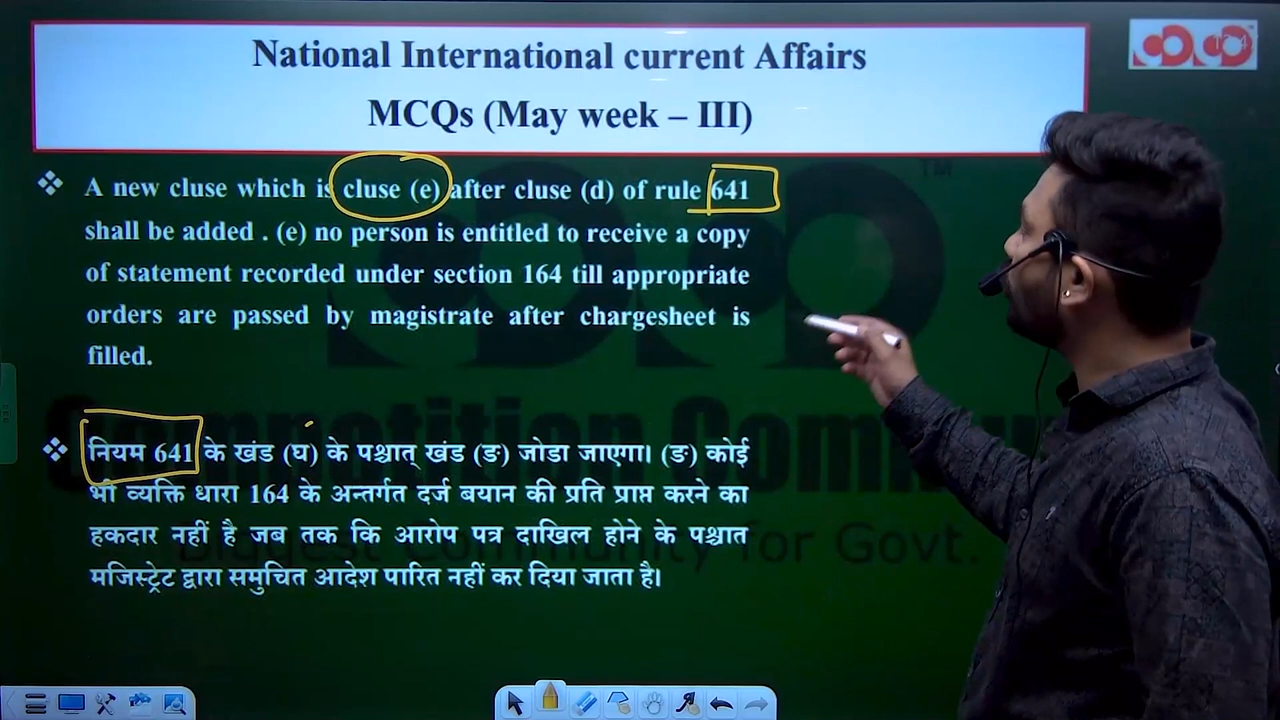 National International current Affairs
MCQs (May week – III)
❖ A new cluse which is cluse (e) after cluse (d) of rule 641
shall be added . (e) no person is entitled to receive a copy
of statement recorded under section 164 till appropriate
orders are passed by magistrate after chargesheet is
filled.
❖ नियम 641 के खंड (घ) के पश्चात् खंड (ङ) जोडा जाएगा। (ङ) कोई
भी व्यक्ति धारा 164 के अन्तर्गत दर्ज बयान की प्रति प्राप्त करने का
हकदार नहीं है जब तक कि आरोप पत्र दाखिल होने के पश्चात
मजिस्ट्रेट द्वारा समुचित आदेश पारित नहीं कर दिया जाता है।
for Govt.